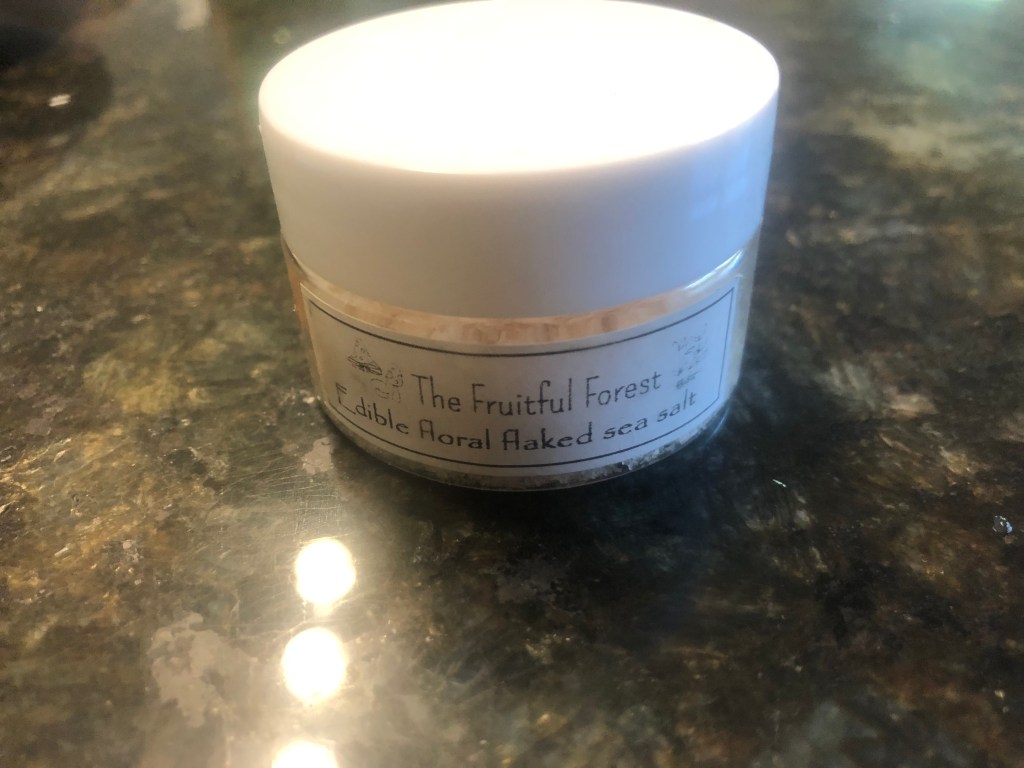 The Fruitful Forest
Edible floral flaked sea salt